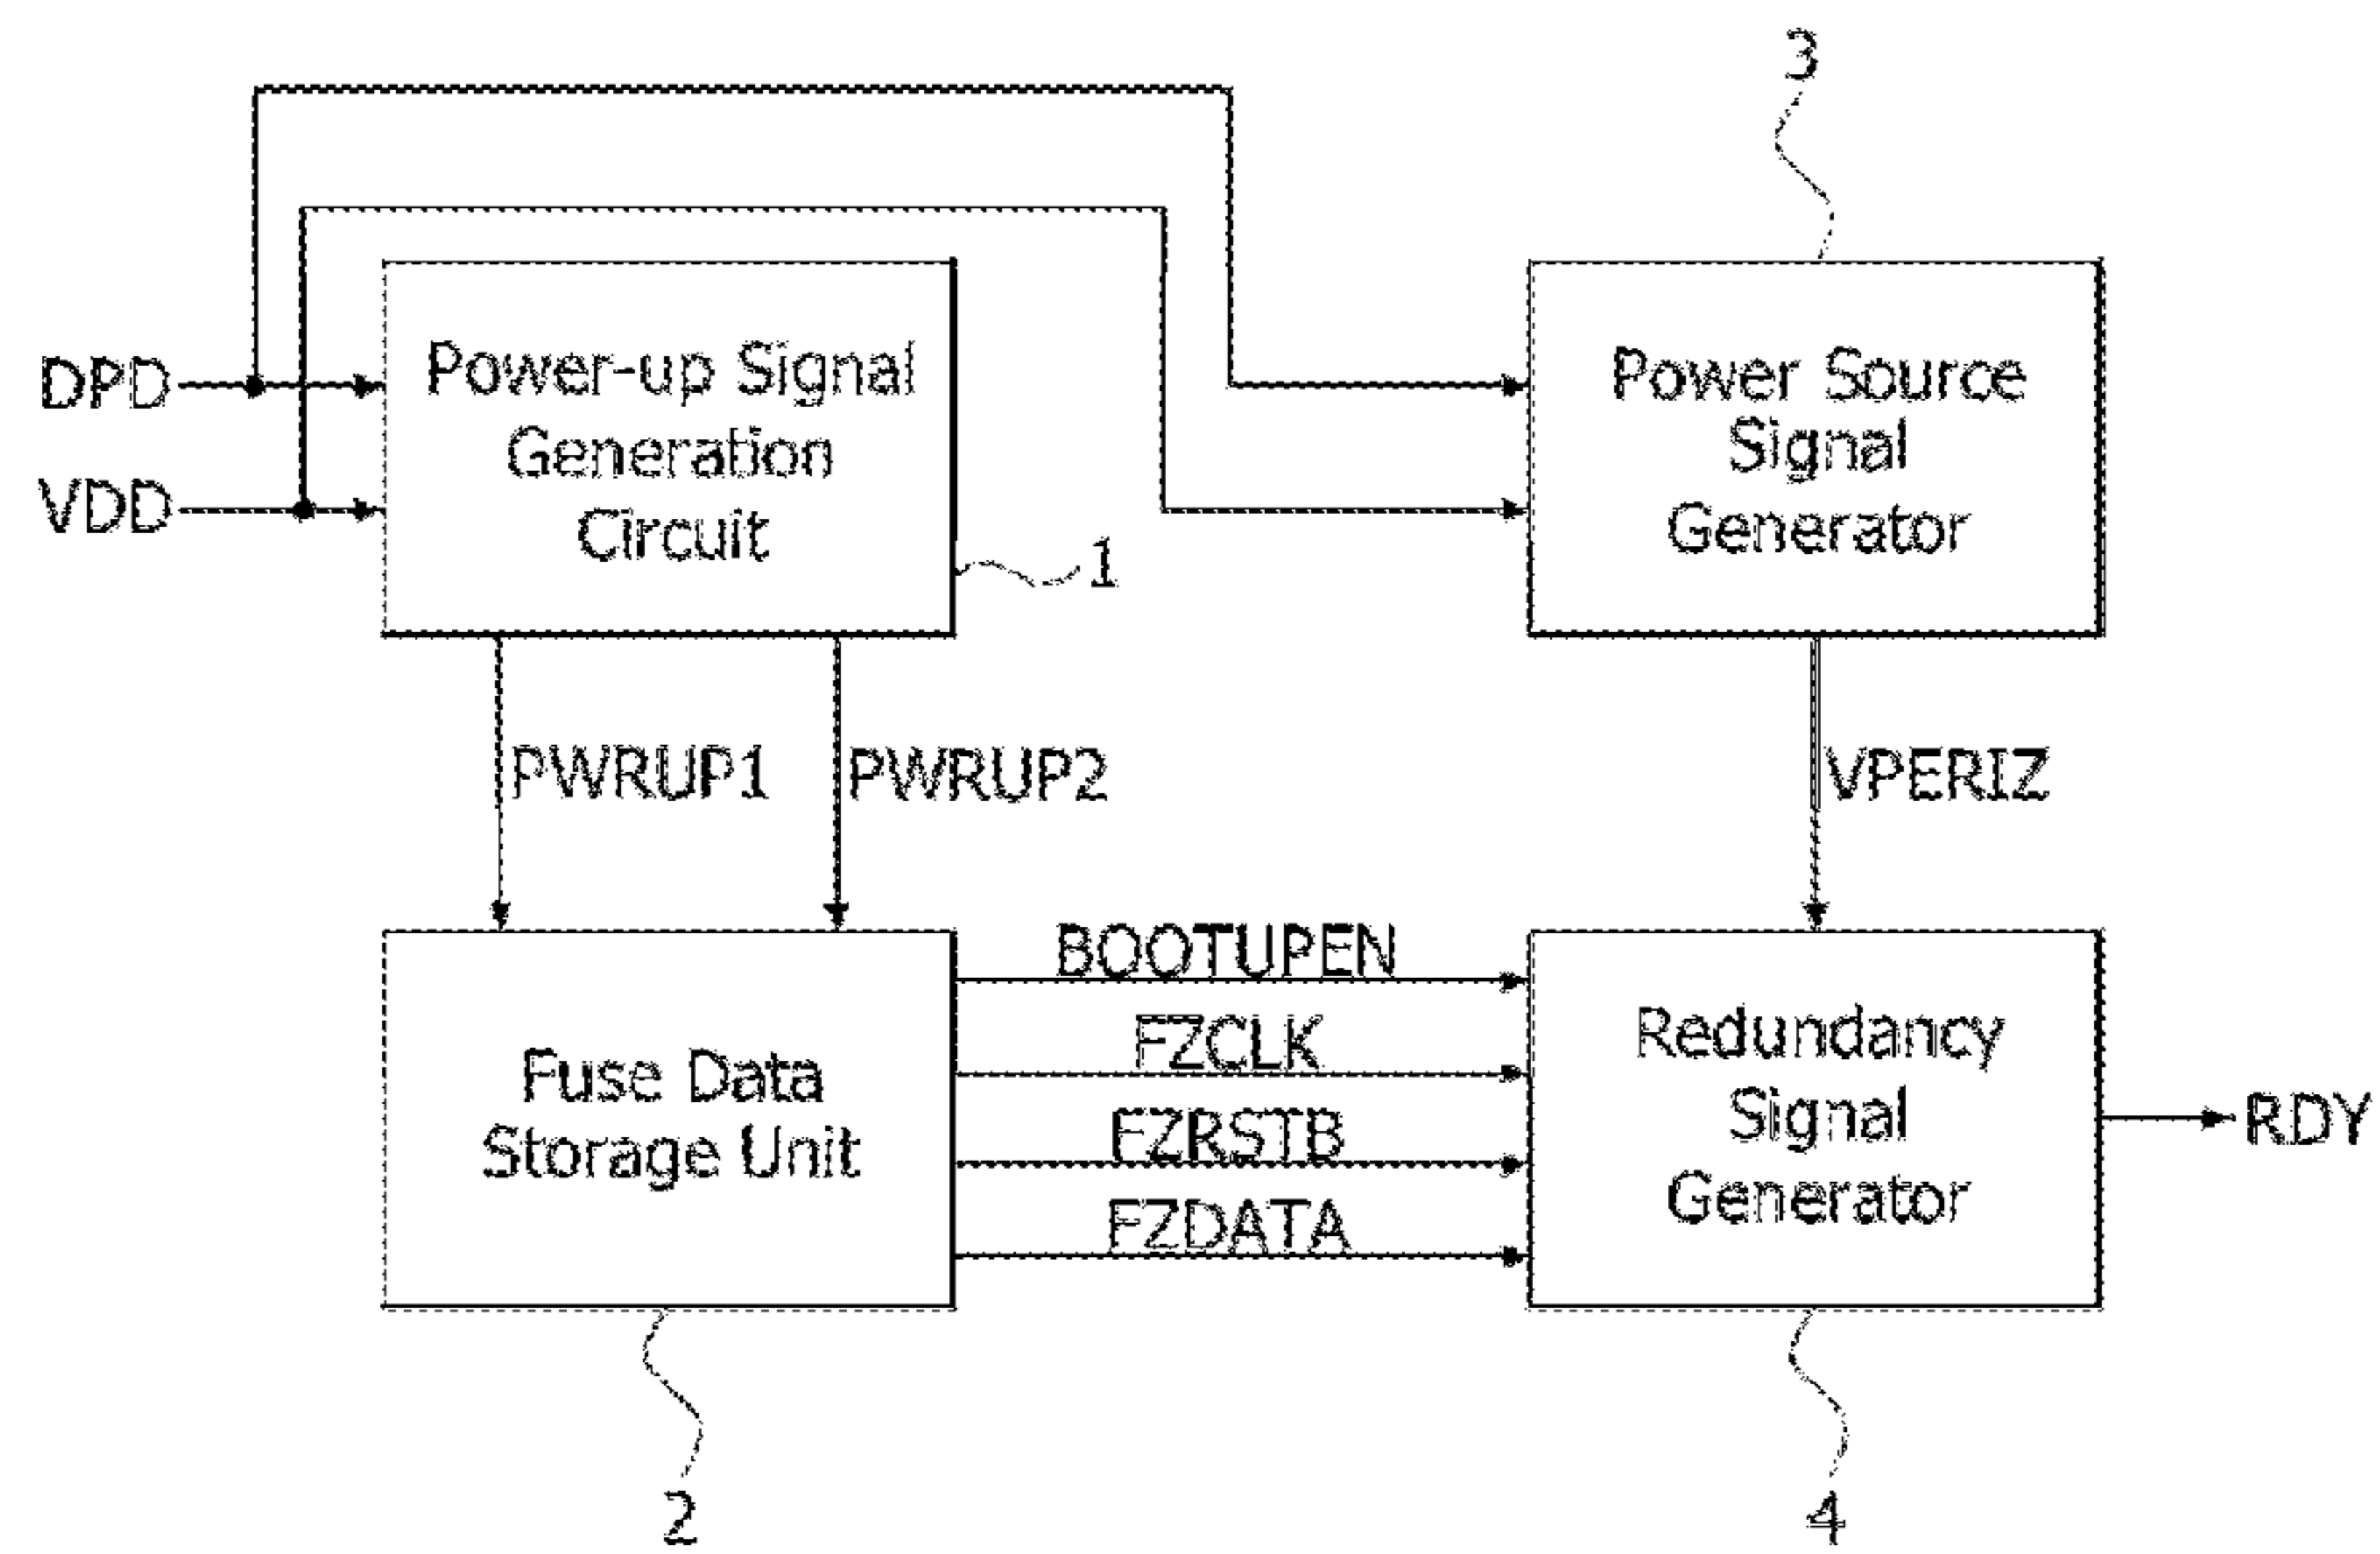 3
DPD
VDD
Power-up Signal
Generation
Circuit
1
Power Source
Signal
Generator
PWRUP1
PWRUP2
VPERIZ
Fuse Data
Storage Unit
BOOTUPEN
FZCLK
FZRSTB
FZDATA
Redundancy
Signal
Generator
RDY
2
4